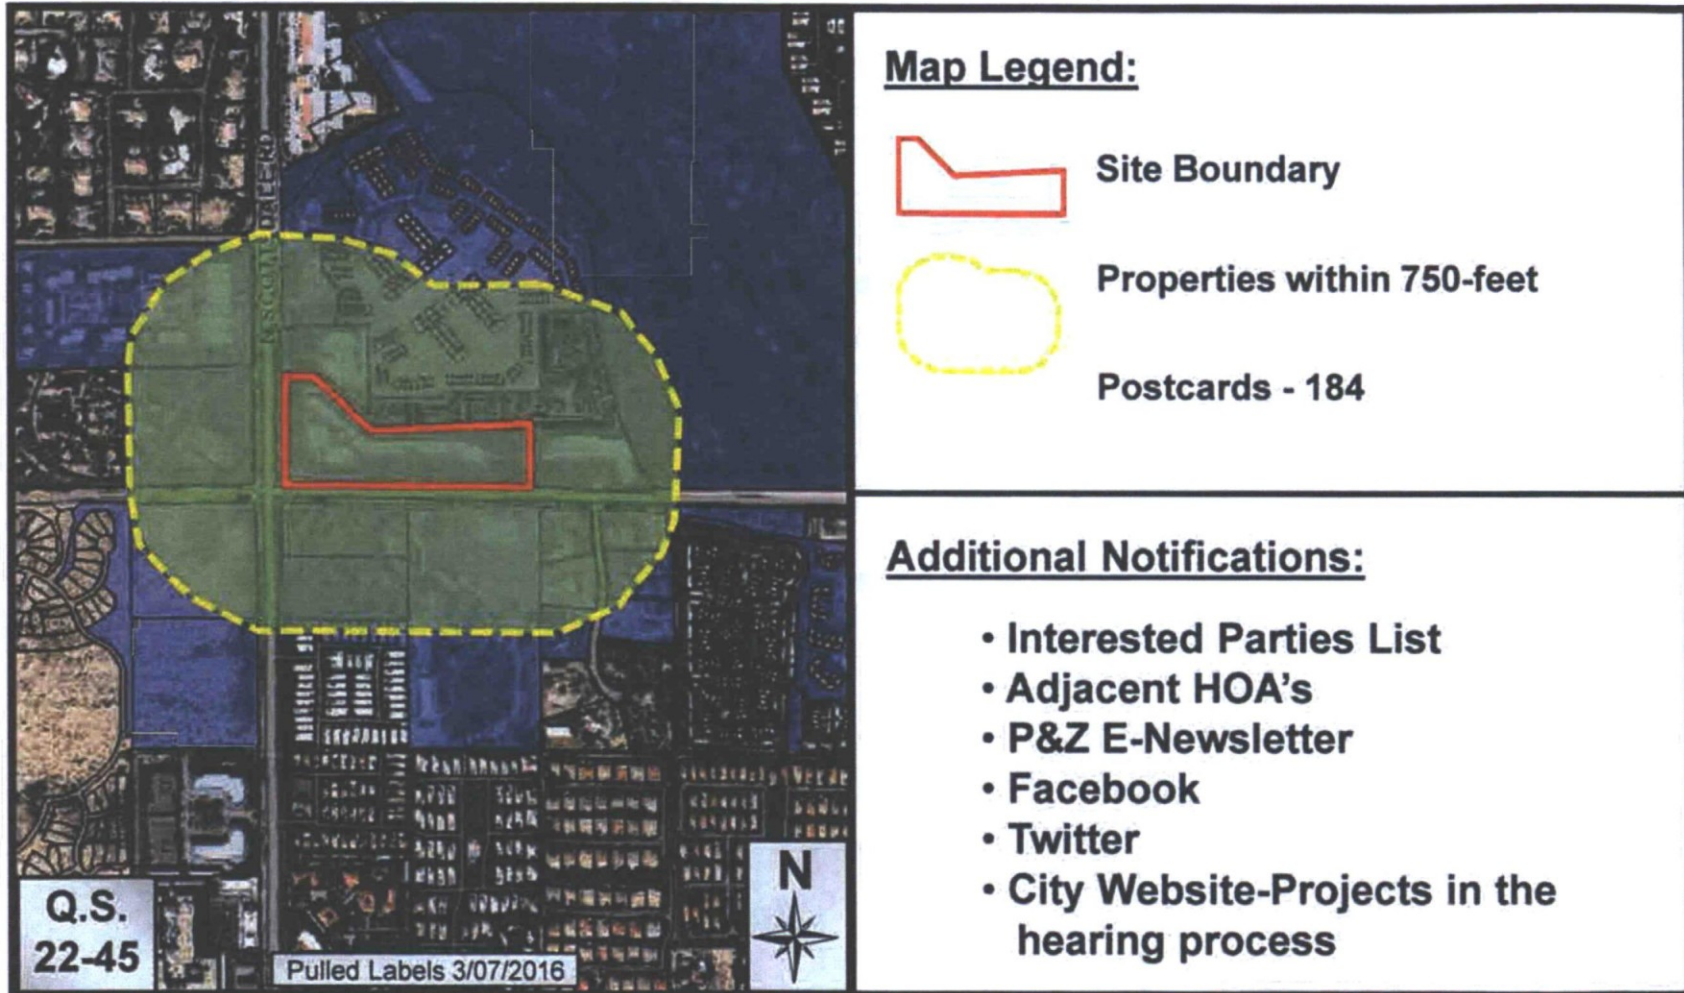 Map Legend:
Site Boundary
Properties within 750-feet
Postcards - 184
Additional Notifications:
• Interested Parties List
• Adjacent HOA's
• P&Z E-Newsletter
• Facebook
• Twitter
• City Website-Projects in the
hearing process
Q.S.
22-45
Pulled Labels 3/07/2016
N